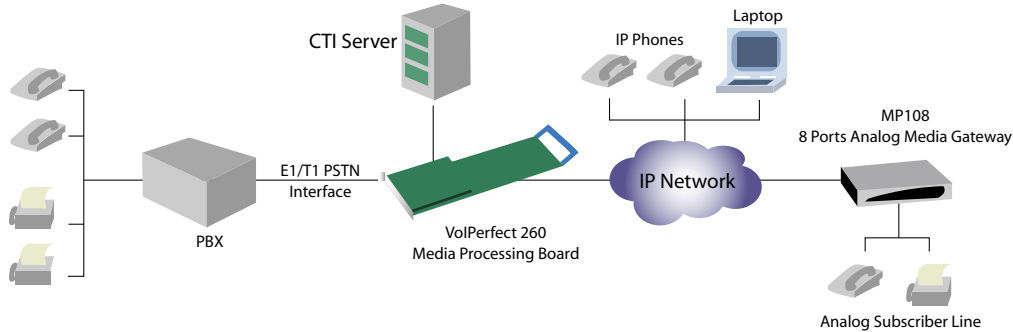 CTI Server
IP Phones
Laptop
MP108
8 Ports Analog Media Gateway
E1/T1 PSTN
Interface
IP Network
PBX
VoIPerfect 260
Media Processing Board
Analog Subscriber Line